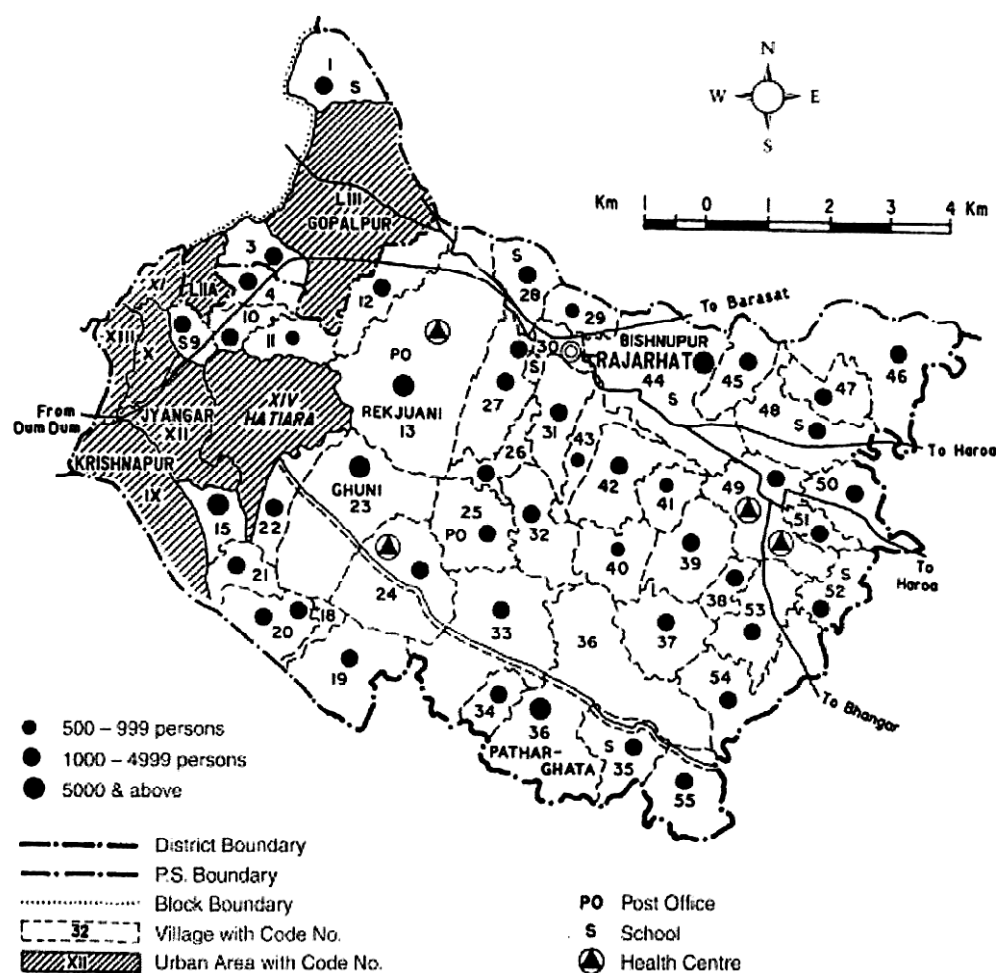 N
W E
S
Km 1 0 1 2 3 4 Km
1
S
LIII
GOPALPUR
3
4
LIIA
XI
XIII
X
S 9
10
11
12
PO
REKJUANI
13
S
28
29
30
S
To Barasat
BISHNUPUR
RAJARHAT
44
S
45
46
47
48
S
To Haroa
From
Dum Dum
JYANGAR
XII
XIV
HATIARA
KRISHNAPUR
IX
15
22
GHUNI
23
27
26
31
43
42
41
49
50
51
To
Haroa
25
PO
32
40
39
38
53
S
52
21
20
L18
24
33
36
37
54
19
34
36
PATHAR-
GHATA
S
35
55
To Bhangar
500 – 999 persons
1000 – 4999 persons
5000 & above
District Boundary
P.S. Boundary
Block Boundary
32 Village with Code No.
XII Urban Area with Code No.
PO Post Office
S School
Health Centre